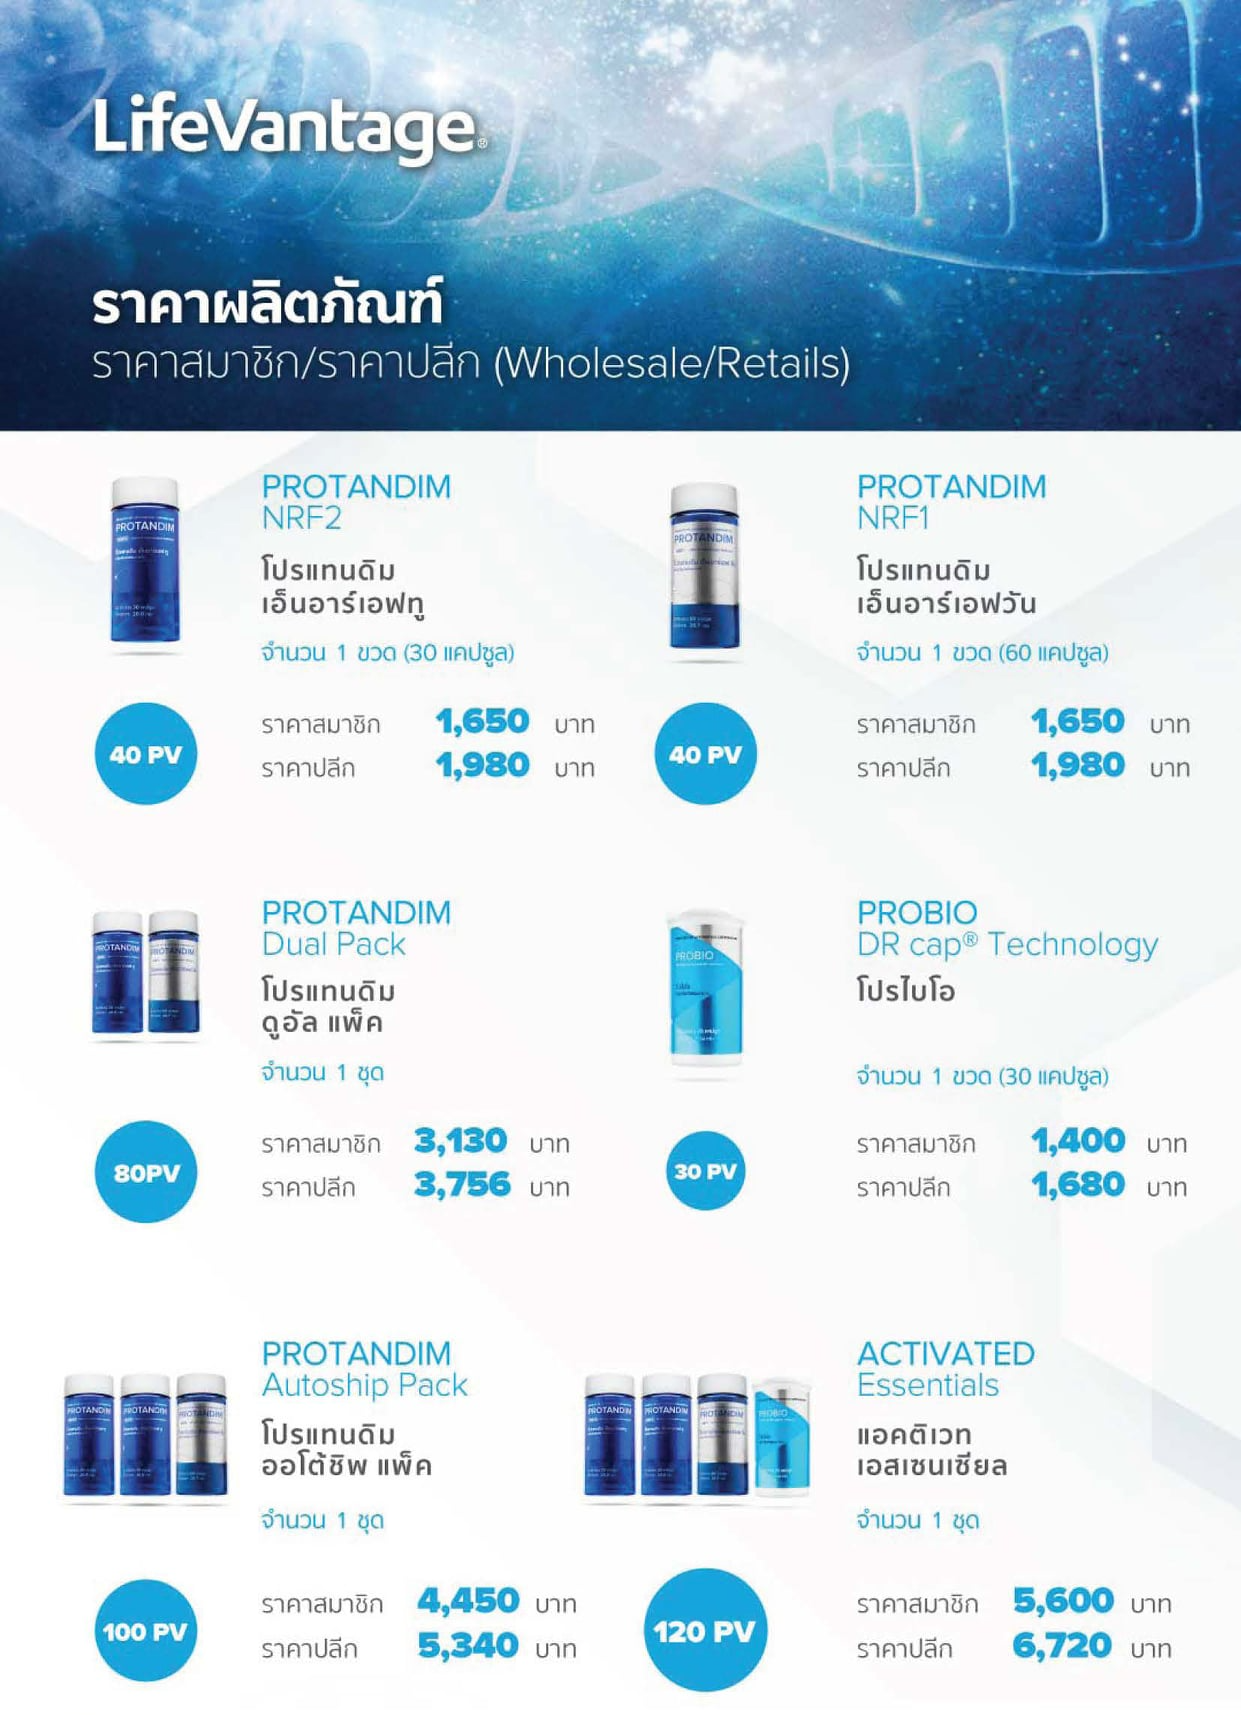 LifeVantage®
ราคาผลิตภัณฑ์
ราคาสมาชิก/ราคาปลีก (Wholesale/Retails)
PROTANDIM
NRF2
โปรแทนดิม
เอ็นอาร์เอฟทู
จำนวน 1 ขวด (30 แคปซูล)
40 PV
ราคาสมาชิก 1,650 บาท
ราคาปลีก 1,980 บาท
PROTANDIM
NRF1
โปรแทนดิม
เอ็นอาร์เอฟวัน
จำนวน 1 ขวด (60 แคปซูล)
40 PV
ราคาสมาชิก 1,650 บาท
ราคาปลีก 1,980 บาท
PROTANDIM
Dual Pack
โปรแทนดิม
ดูอัล แพ็ค
จำนวน 1 ชุด
80PV
ราคาสมาชิก 3,130 บาท
ราคาปลีก 3,756 บาท
PROBIO
DR cap® Technology
โปรไบโอ
จำนวน 1 ขวด (30 แคปซูล)
30 PV
ราคาสมาชิก 1,400 บาท
ราคาปลีก 1,680 บาท
PROTANDIM
Autoship Pack
โปรแทนดิม
ออโต้ชิพ แพ็ค
จำนวน 1 ชุด
100 PV
ราคาสมาชิก 4,450 บาท
ราคาปลีก 5,340 บาท
ACTIVATED
Essentials
แอคติเวท
เอสเซนเชียล
จำนวน 1 ชุด
120 PV
ราคาสมาชิก 5,600 บาท
ราคาปลีก 6,720 บาท
PROTANDIM
PROTANDIM
PROTANDIM
PROTANDIM
PROBIO
PROTANDIM
PROTANDIM
PROTANDIM
PROTANDIM
PROTANDIM
PROTANDIM
PROBIO